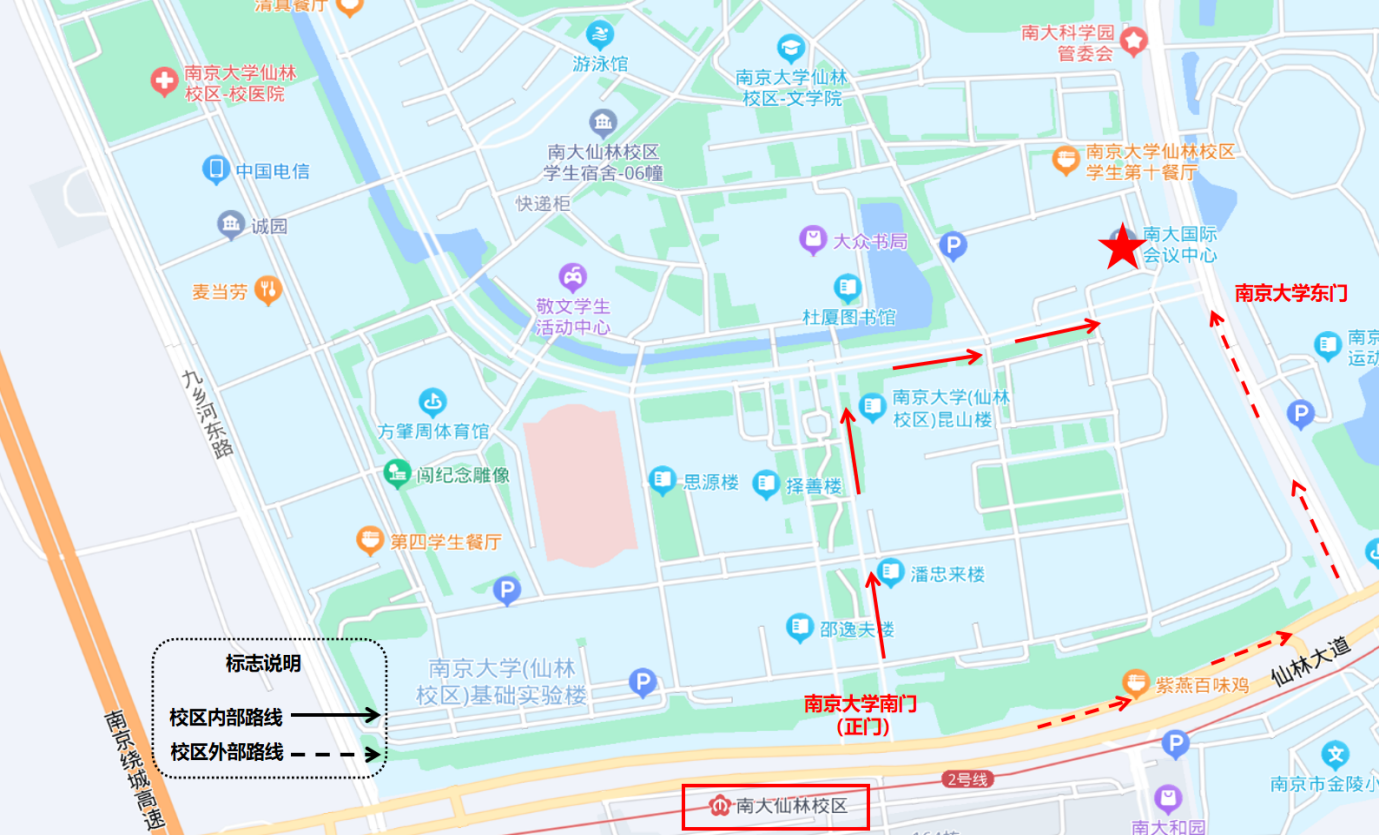 清真餐厅
南大科学园
管委会
游泳馆
南京大学仙林
校区-校医院
南京大学仙林
校区-文学院
南大仙林校区
学生宿舍-06幢
南京大学仙林校区
学生第十餐厅
中国电信
快递柜
诚园
大众书局
P
南大国际
会议中心
麦当劳
敬文学生
活动中心
杜厦图书馆
南京大学东门
南京
运动
九乡河东路
方肇周体育馆
南京大学(仙林
校区)昆山楼
P
闯纪念雕像
思源楼
择善楼
第四学生餐厅
P
潘忠来楼
邵逸夫楼
标志说明
校区内部路线
校区外部路线
南京大学(仙林
校区)基础实验楼
P
南京大学南门
（正门）
紫燕百味鸡
仙林大道
南京绕城高速
P
文
2号线
南京市金陵小
南大仙林校区
南大和园